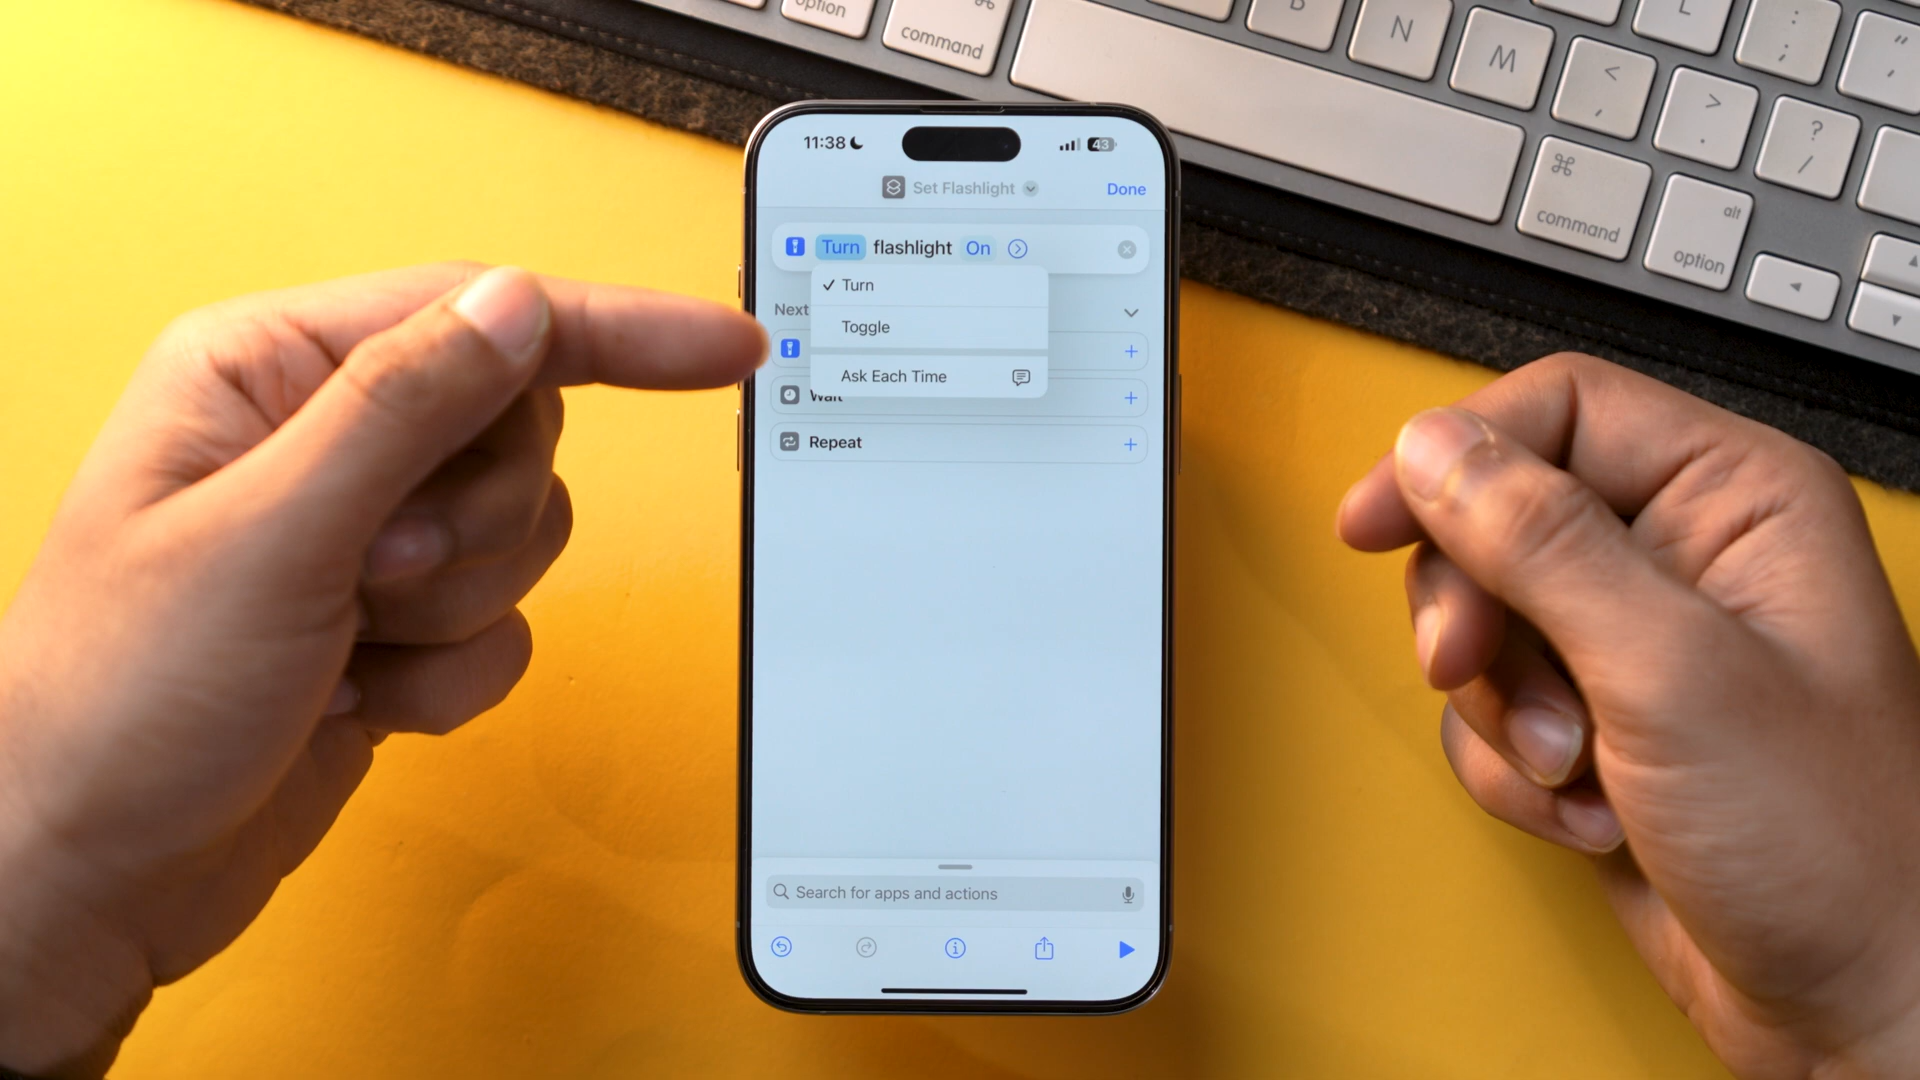 option
⌘
command
B
N
M
<
,
>
.
?
/
L
:
;
"
,
⌘
command
alt
option
11:38
43
Set Flashlight
Done
Turn flashlight On
Turn
Next
Toggle
Ask Each Time
Wait
Repeat
Search for apps and actions